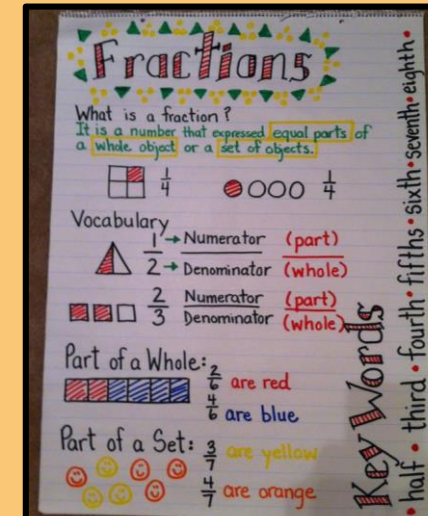 Fractions
What is a fraction?
It is a number that expressed equal parts of
a whole object or a set of objects.
1/4
1/4
Vocabulary
1/2 → Numerator (part)
→ Denominator (whole)
2/3 Numerator (part)
Denominator (whole)
Part of a Whole: 2/6 are red
4/6 are blue
Part of a Set: 3/7 are yellow
4/7 are orange
Key Words
• half • third • fourth • fifths • sixth • seventh • eighth •